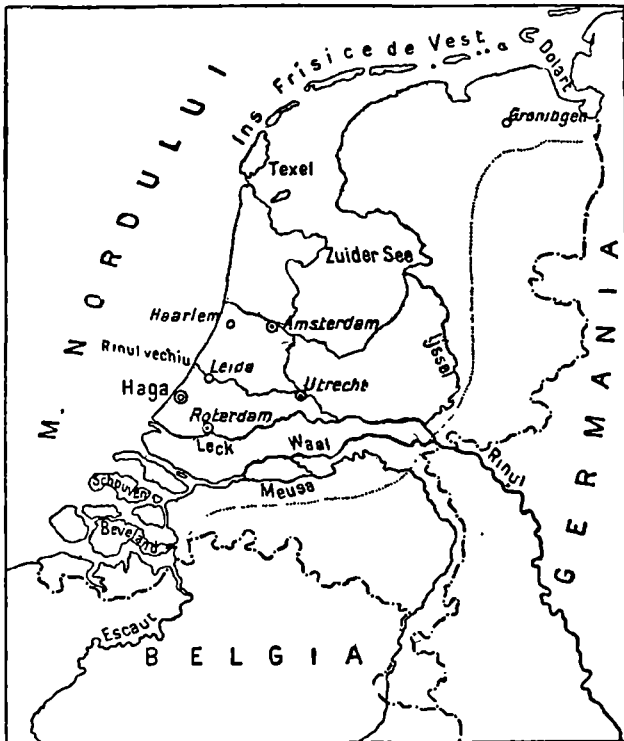 Ins Frisice de Vest
Dolart
Groningen
M. NORDULUI
Texel
Zuider See
GERMANIA
Haarlem
Amsterdam
Ijssel
Rinul vechiu
Leida
Haga
Utrecht
Roterdam
Leck
Waal
Rinul
Meusa
Schouven
Beveland
Escaut
BELGIA